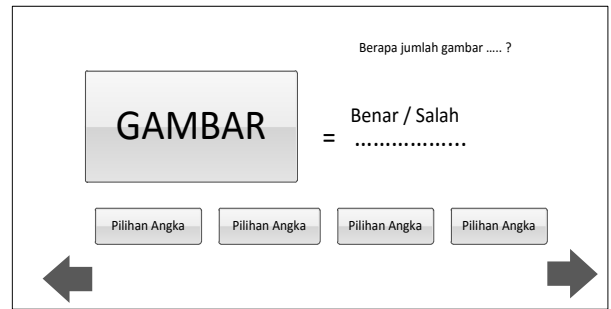 Berapa jumlah gambar ..... ?
GAMBAR
=
Benar / Salah
………………..
Pilihan Angka
Pilihan Angka
Pilihan Angka
Pilihan Angka